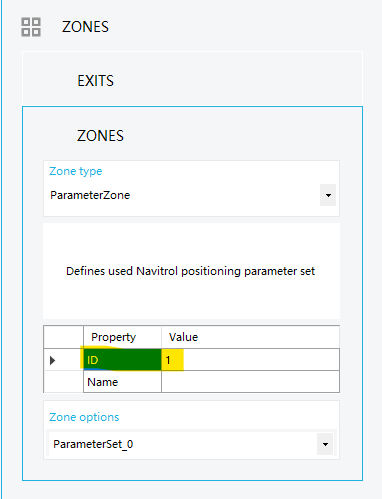 ZONES
EXITS
ZONES
Zone type
ParameterZone
Defines used Navitrol positioning parameter set
Property Value
ID 1
Name
Zone options
ParameterSet_0